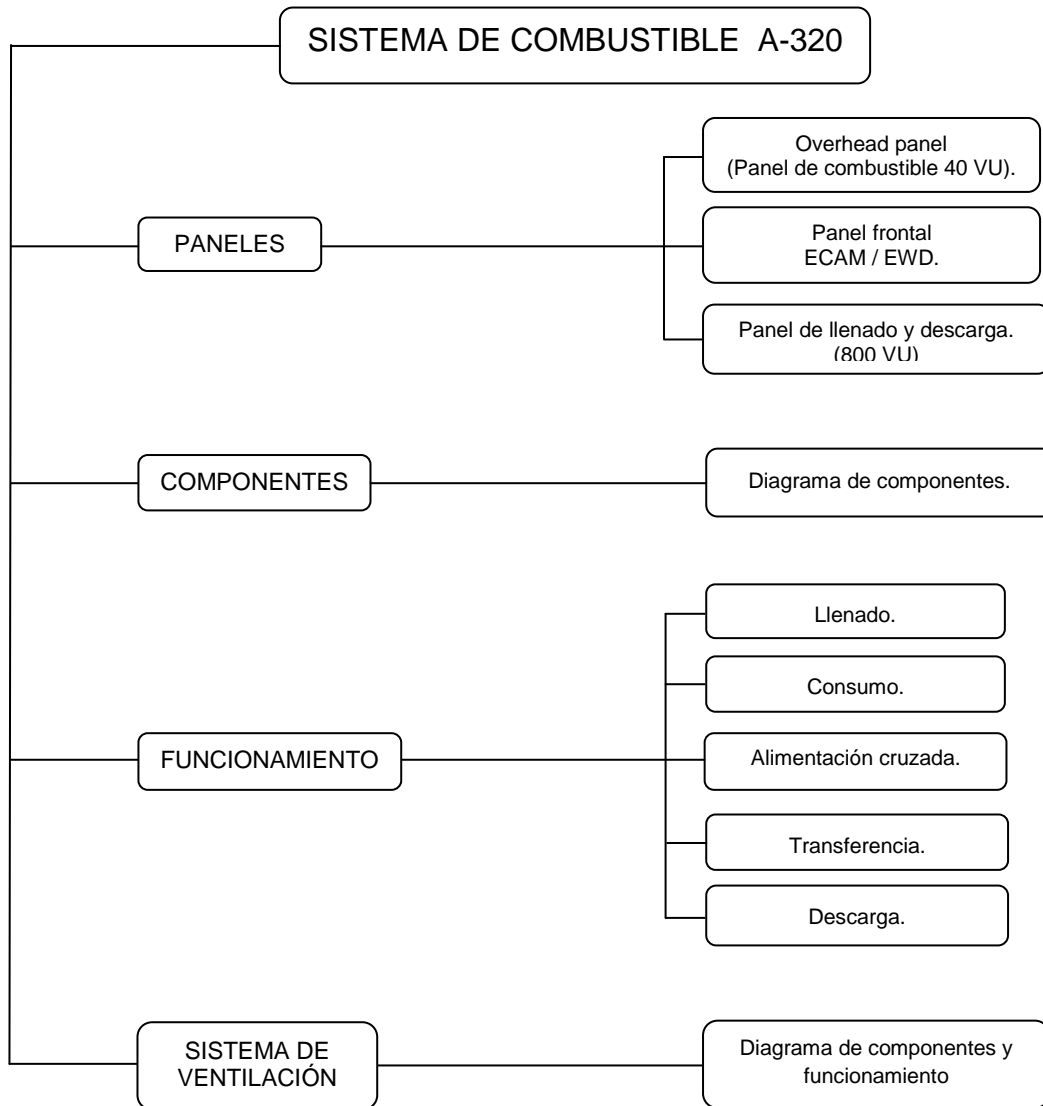 SISTEMA DE COMBUSTIBLE A-320
PANELES
Overhead panel
(Panel de combustible 40 VU).
Panel frontal
ECAM / EWD.
Panel de llenado y descarga.
(800 VU)
COMPONENTES
Diagrama de componentes.
FUNCIONAMIENTO
Llenado.
Consumo.
Alimentación cruzada.
Transferencia.
Descarga.
SISTEMA DE
VENTILACIÓN
Diagrama de componentes y
funcionamiento